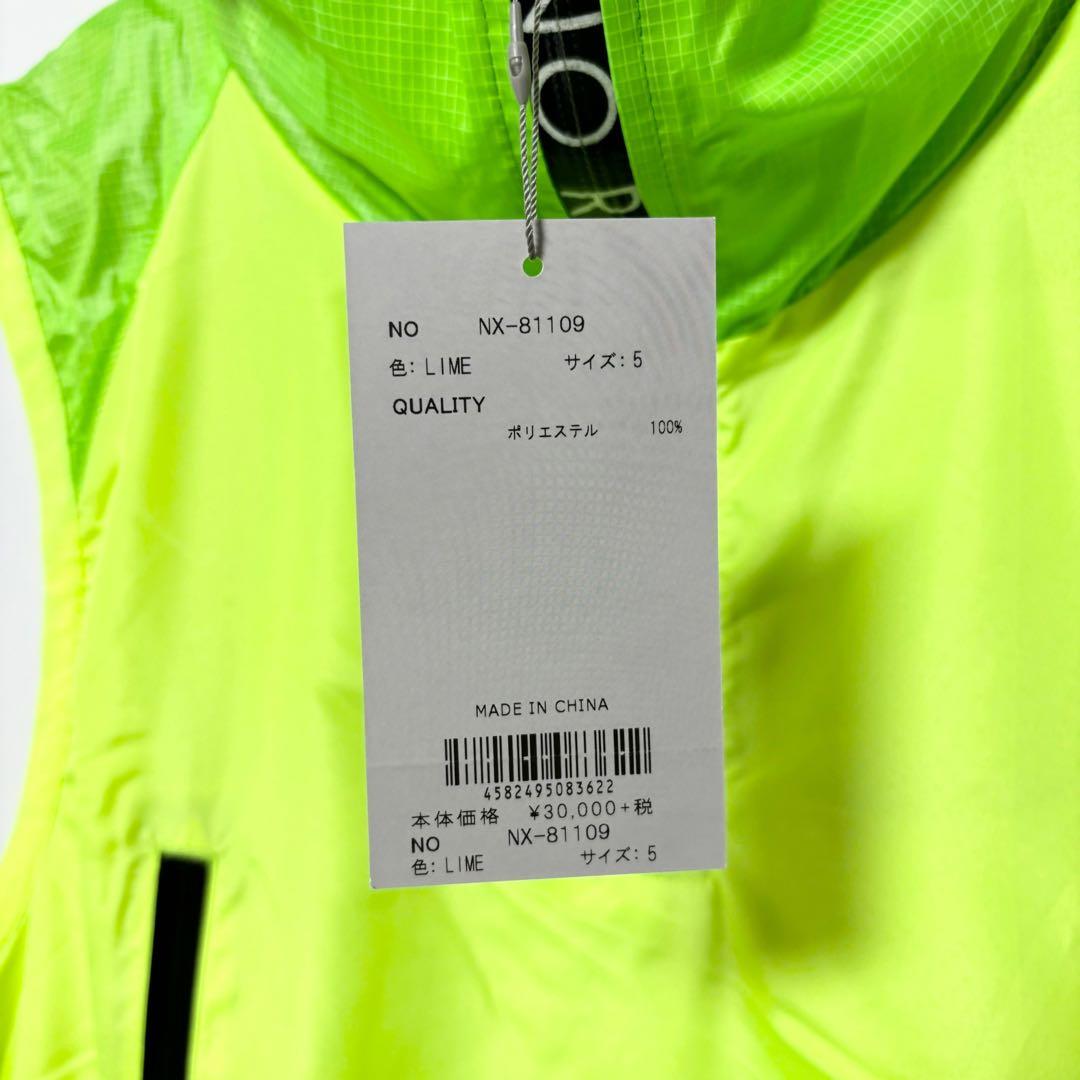 OR
NO NX-81109
色: LIME サイズ: 5
QUALITY
ポリエステル 100%
MADE IN CHINA
4582495083622
本体価格 ¥30,000+税
NO NX-81109
色: LIME サイズ: 5